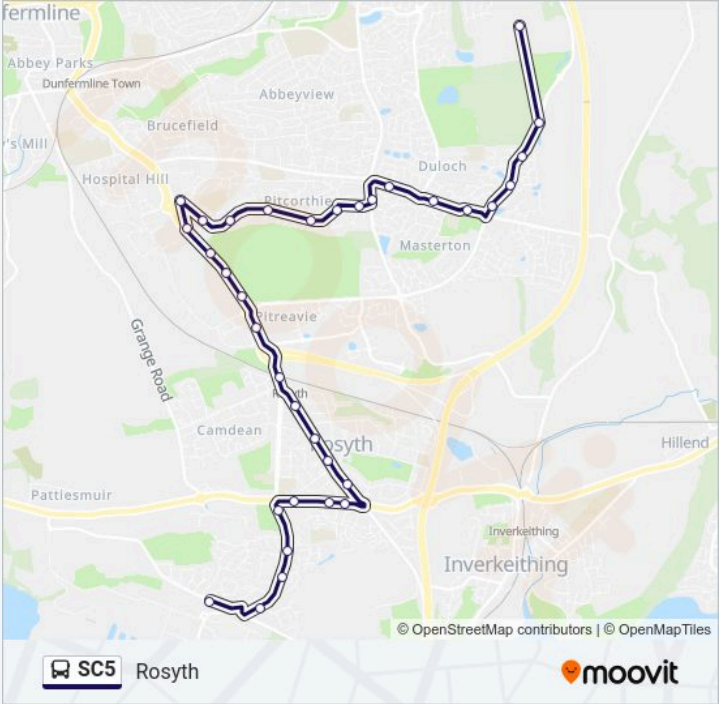 fermline
Abbey Parks
Dunfermline Town
Abbeyview
Brucefield
's Mill
Duloch
Hospital Hill
Pitcorthie
Masterton
Pitreavie
Grange Road
Rosyth
Camdean
osyth
Hillend
Pattiesmuir
Inverkeithing
Inverkeithing
© OpenStreetMap contributors | © OpenMapTiles
SC5 Rosyth
moovit